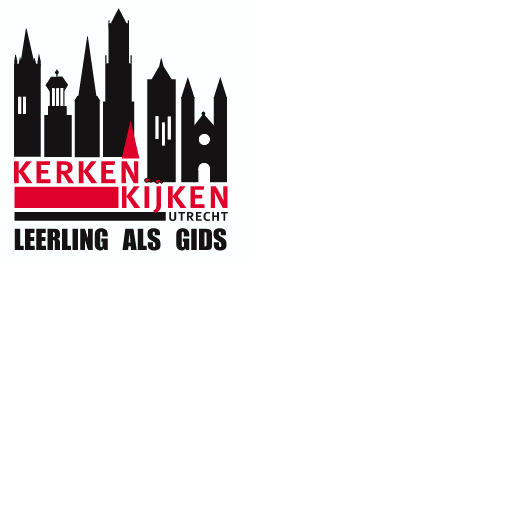 KERKEN
KIJKEN
UTRECHT
LEERLING ALS GIDS